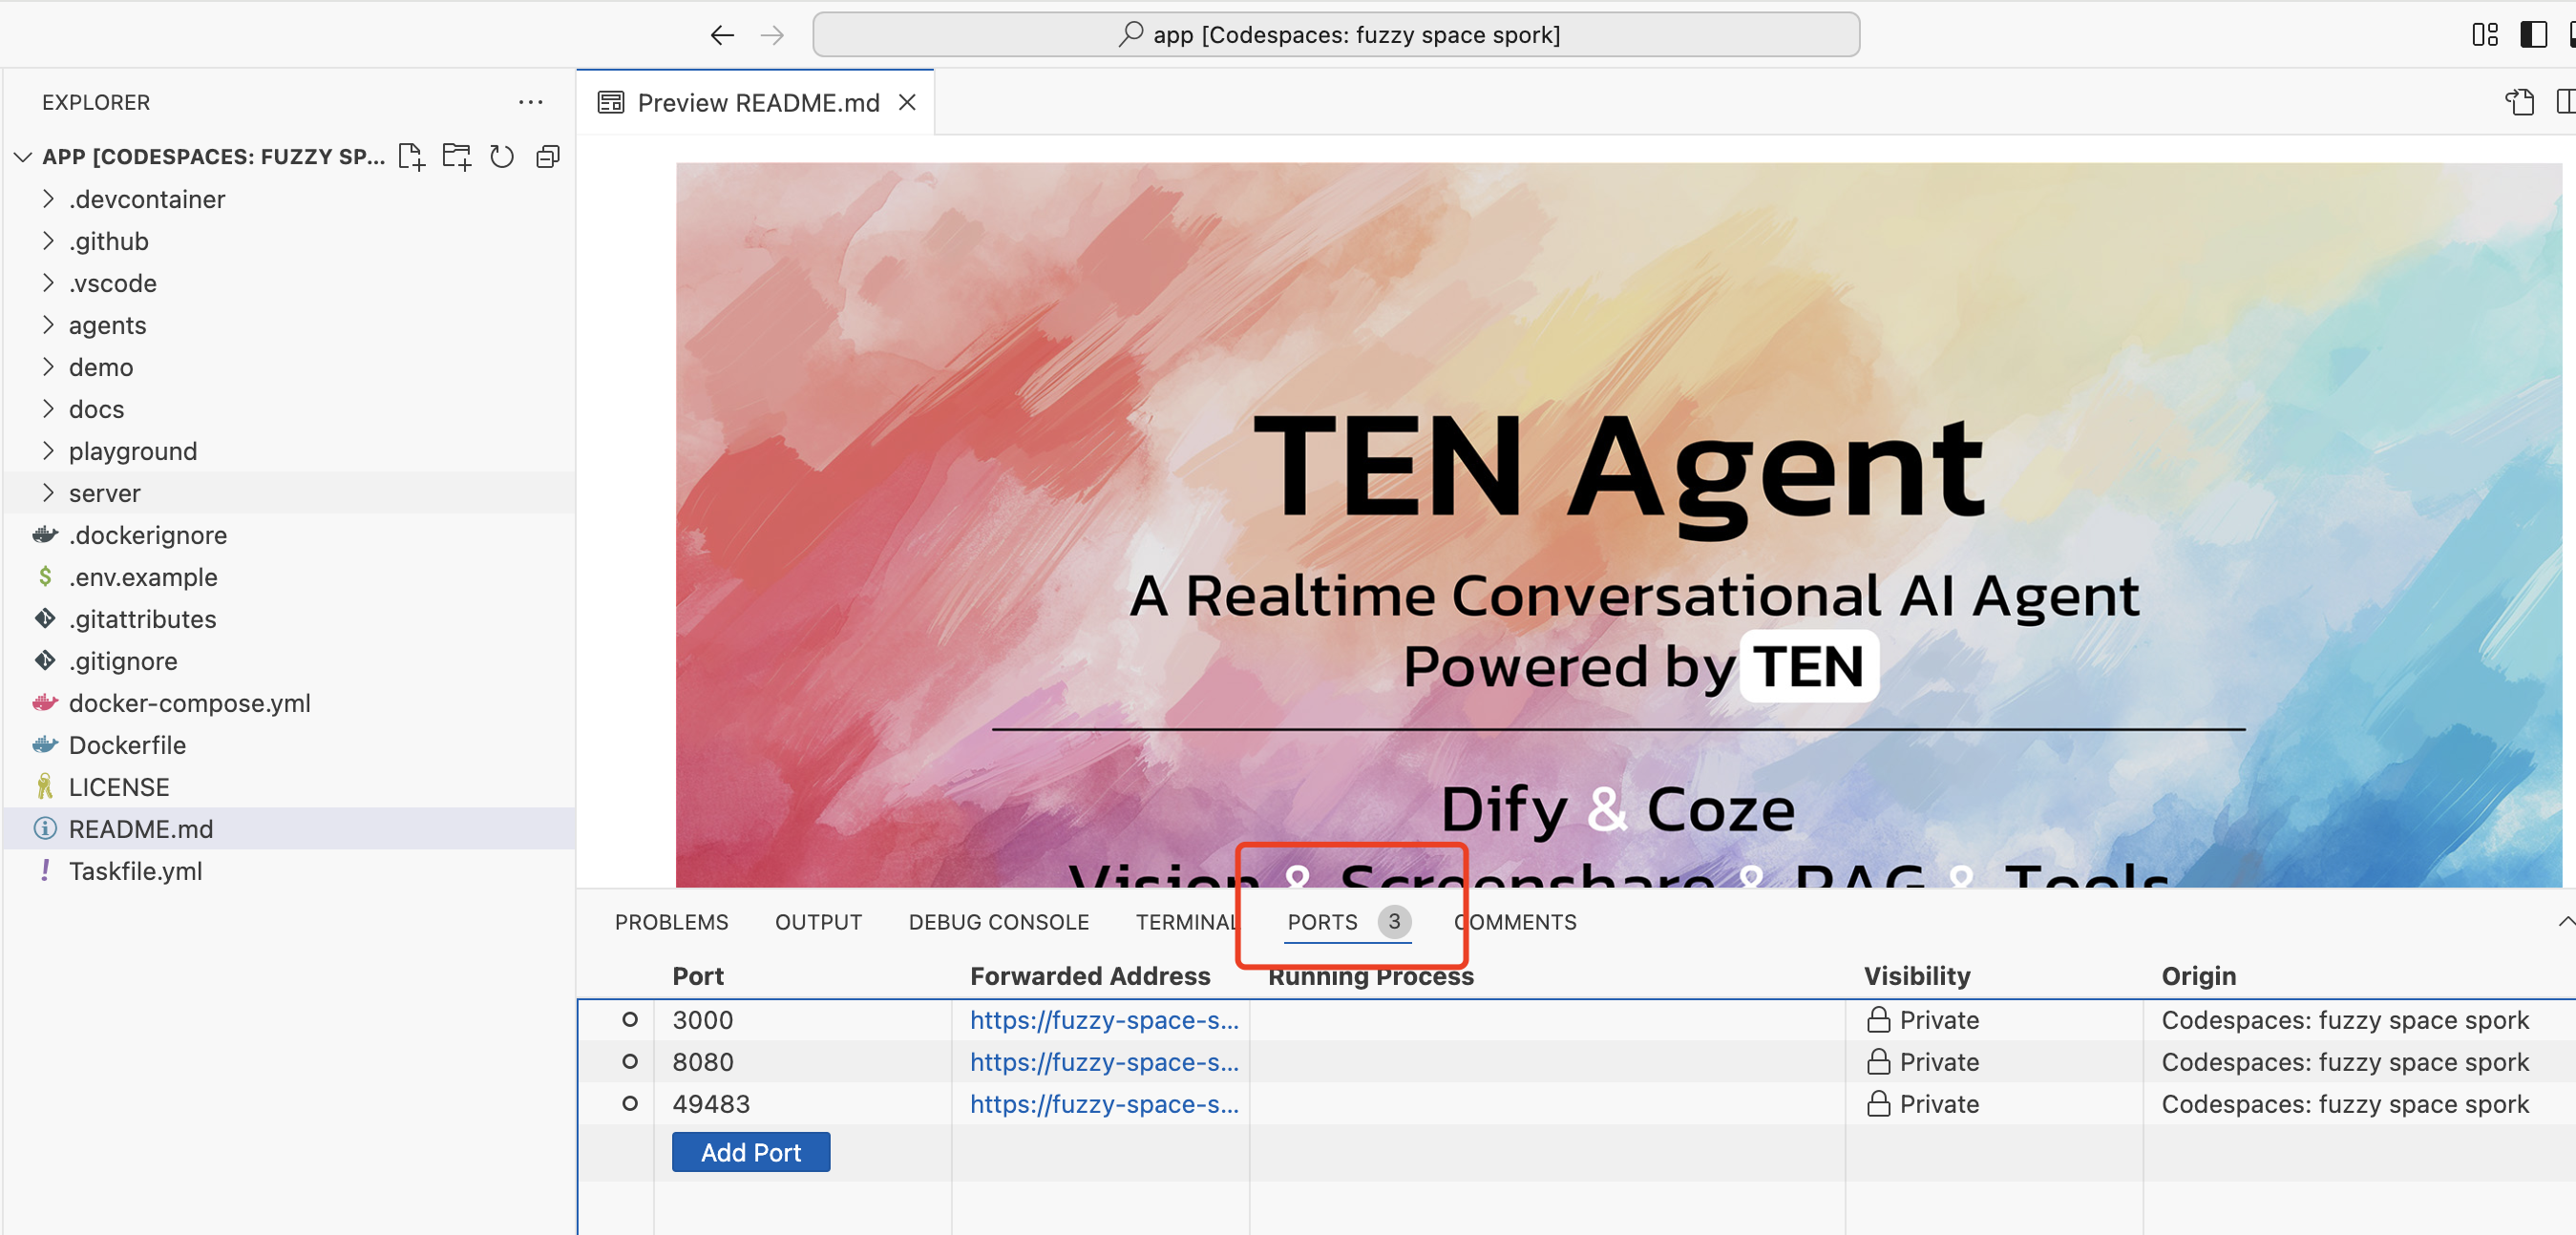 app [Codespaces: fuzzy space spork]
EXPLORER
Preview README.md
APP [CODESPACES: FUZZY SP...
.devcontainer
.github
.vscode
agents
demo
docs
playground
server
.dockerignore
.env.example
.gitattributes
.gitignore
docker-compose.yml
Dockerfile
LICENSE
README.md
Taskfile.yml
TEN Agent
A Realtime Conversational AI Agent
Powered by TEN
Dify & Coze
Vision & Screenshare & RAG & Tools
PROBLEMS OUTPUT DEBUG CONSOLE TERMINAL PORTS 3 COMMENTS
Port Forwarded Address Running Process Visibility Origin
3000 https://fuzzy-space-s... Private Codespaces: fuzzy space spork
8080 https://fuzzy-space-s... Private Codespaces: fuzzy space spork
49483 https://fuzzy-space-s... Private Codespaces: fuzzy space spork
Add Port